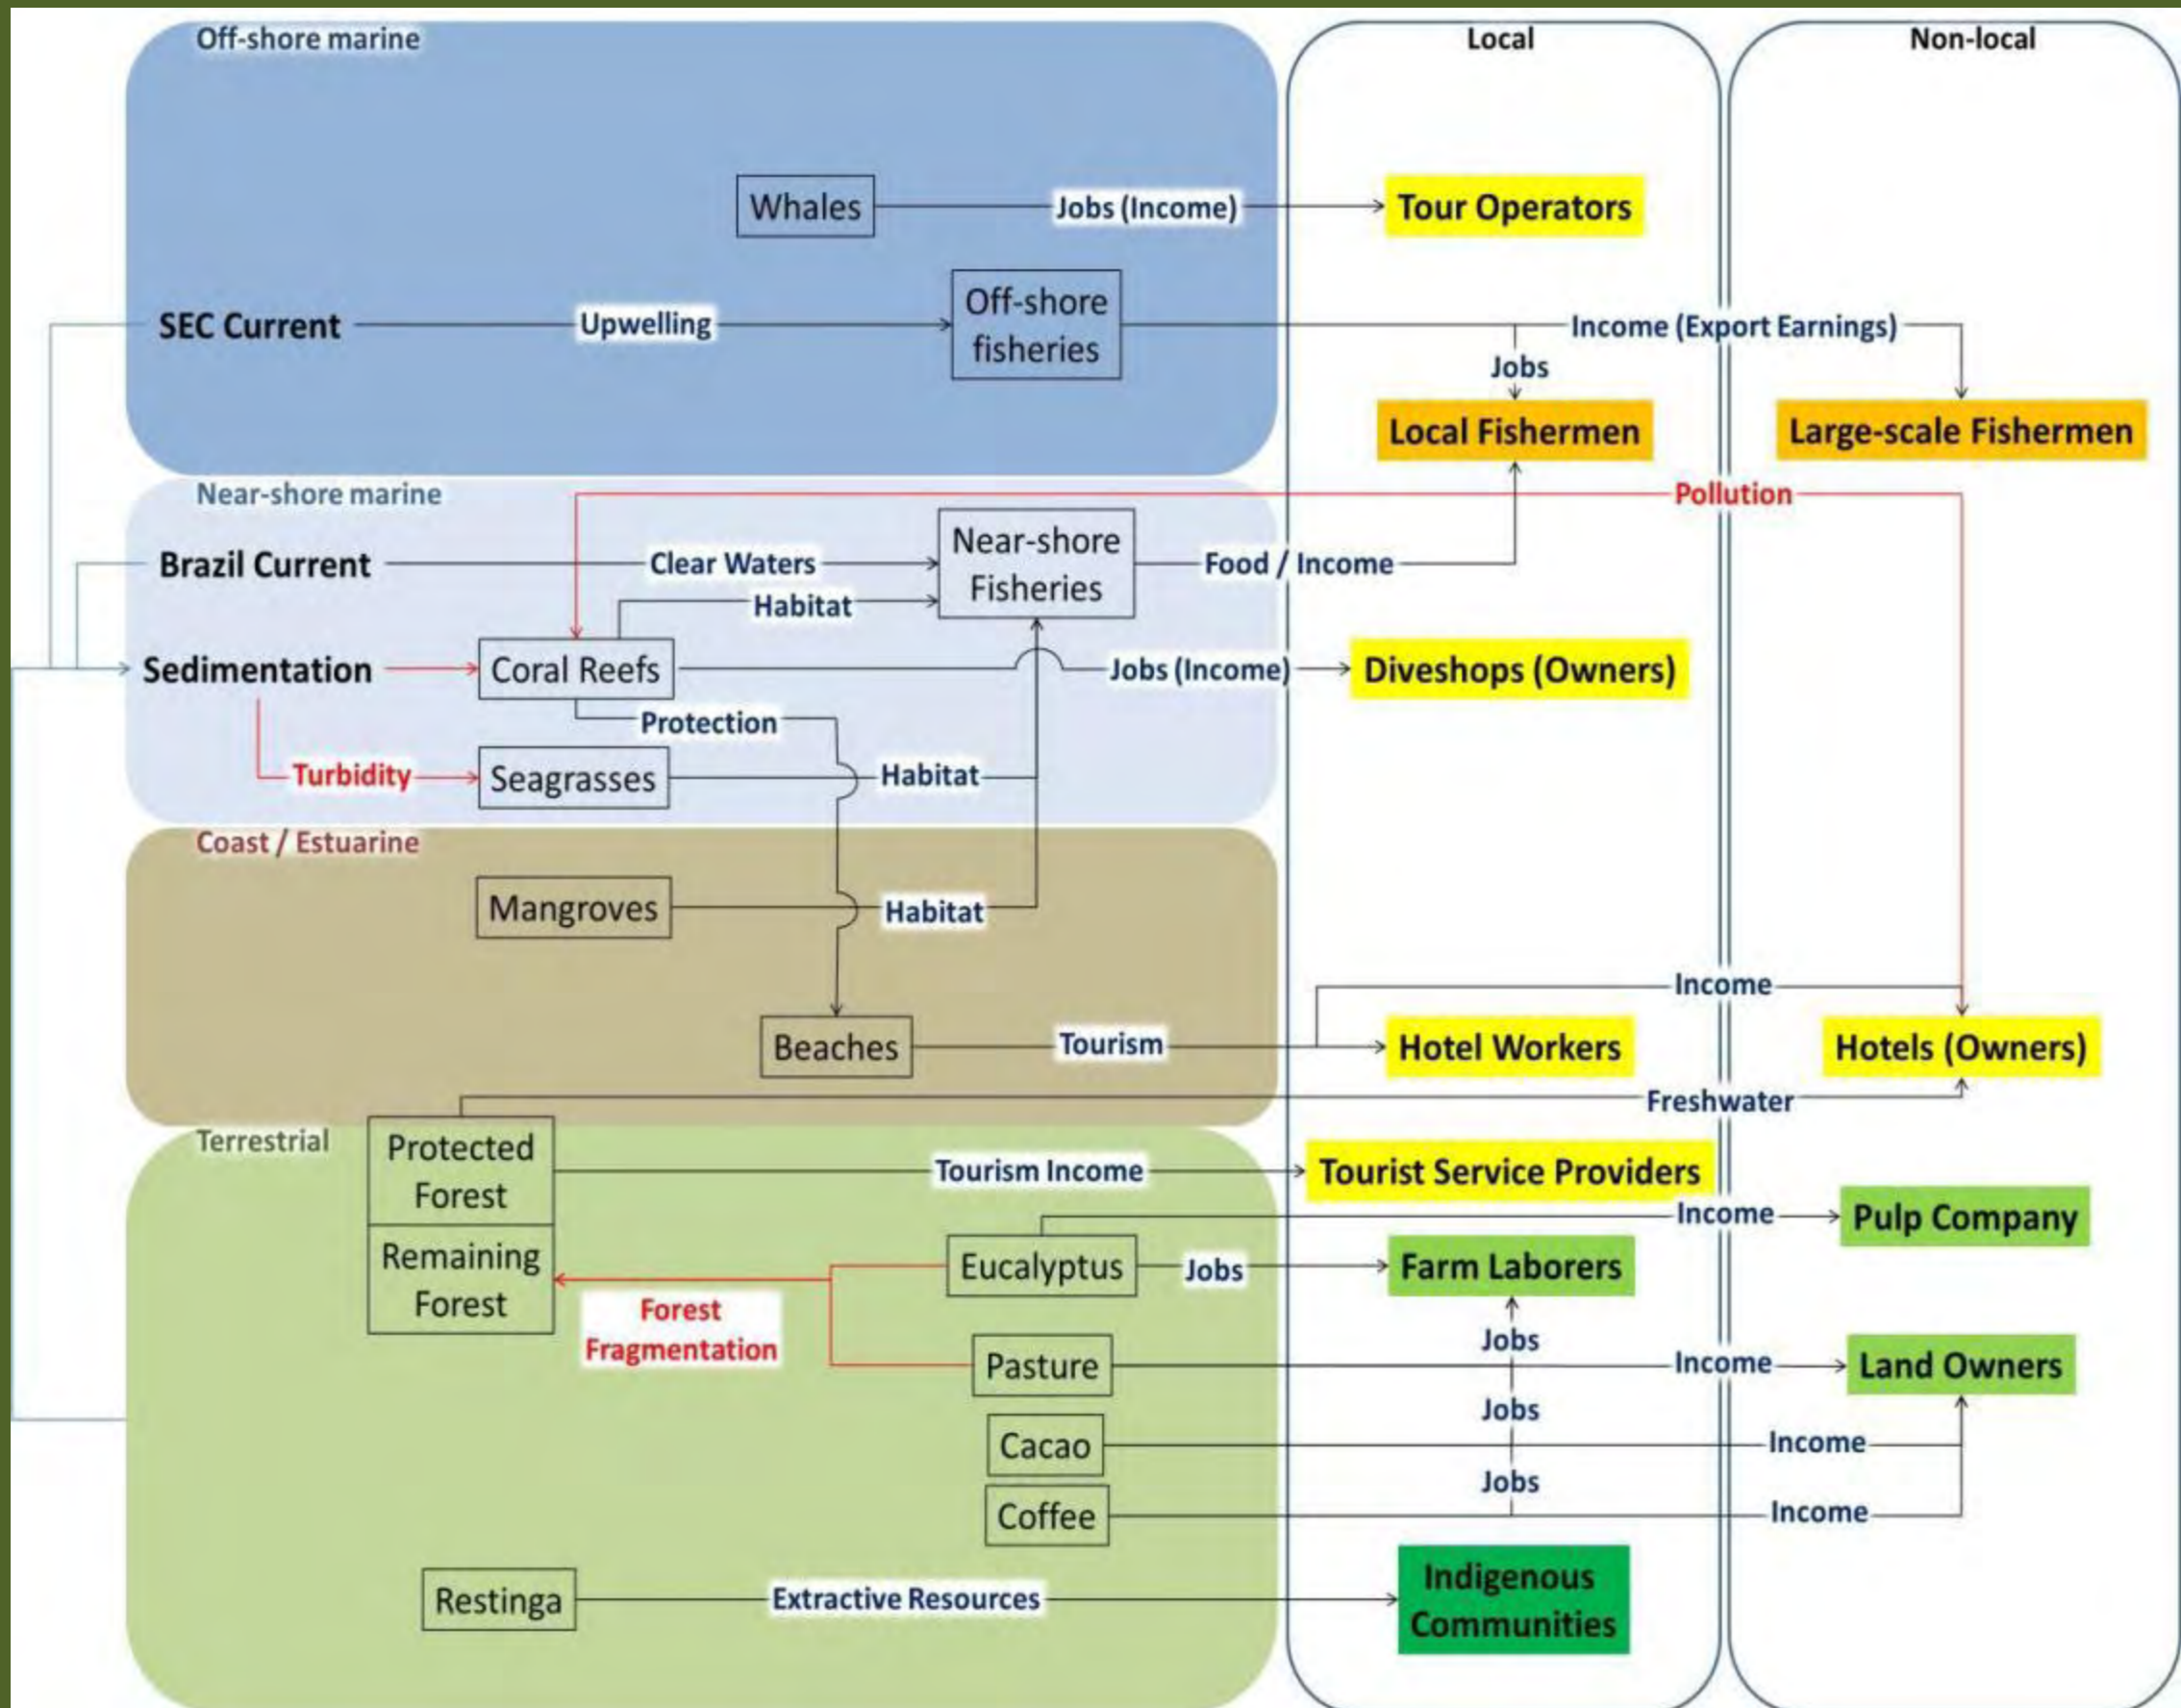 Off-shore marine
Local
Non-local
Whales
Jobs (Income)
Tour Operators
SEC Current
Upwelling
Off-shore
fisheries
Income (Export Earnings)
Jobs
Local Fishermen
Large-scale Fishermen
Near-shore marine
Pollution
Brazil Current
Clear Waters
Near-shore
Fisheries
Food / Income
Habitat
Sedimentation
Coral Reefs
Jobs (Income)
Diveshops (Owners)
Protection
Turbidity
Seagrasses
Habitat
Coast / Estuarine
Mangroves
Habitat
Income
Beaches
Tourism
Hotel Workers
Hotels (Owners)
Freshwater
Terrestrial
Protected
Forest
Tourism Income
Tourist Service Providers
Income
Pulp Company
Remaining
Forest
Eucalyptus
Jobs
Farm Laborers
Forest
Fragmentation
Jobs
Pasture
Income
Land Owners
Jobs
Cacao
Income
Jobs
Coffee
Income
Restinga
Extractive Resources
Indigenous
Communities